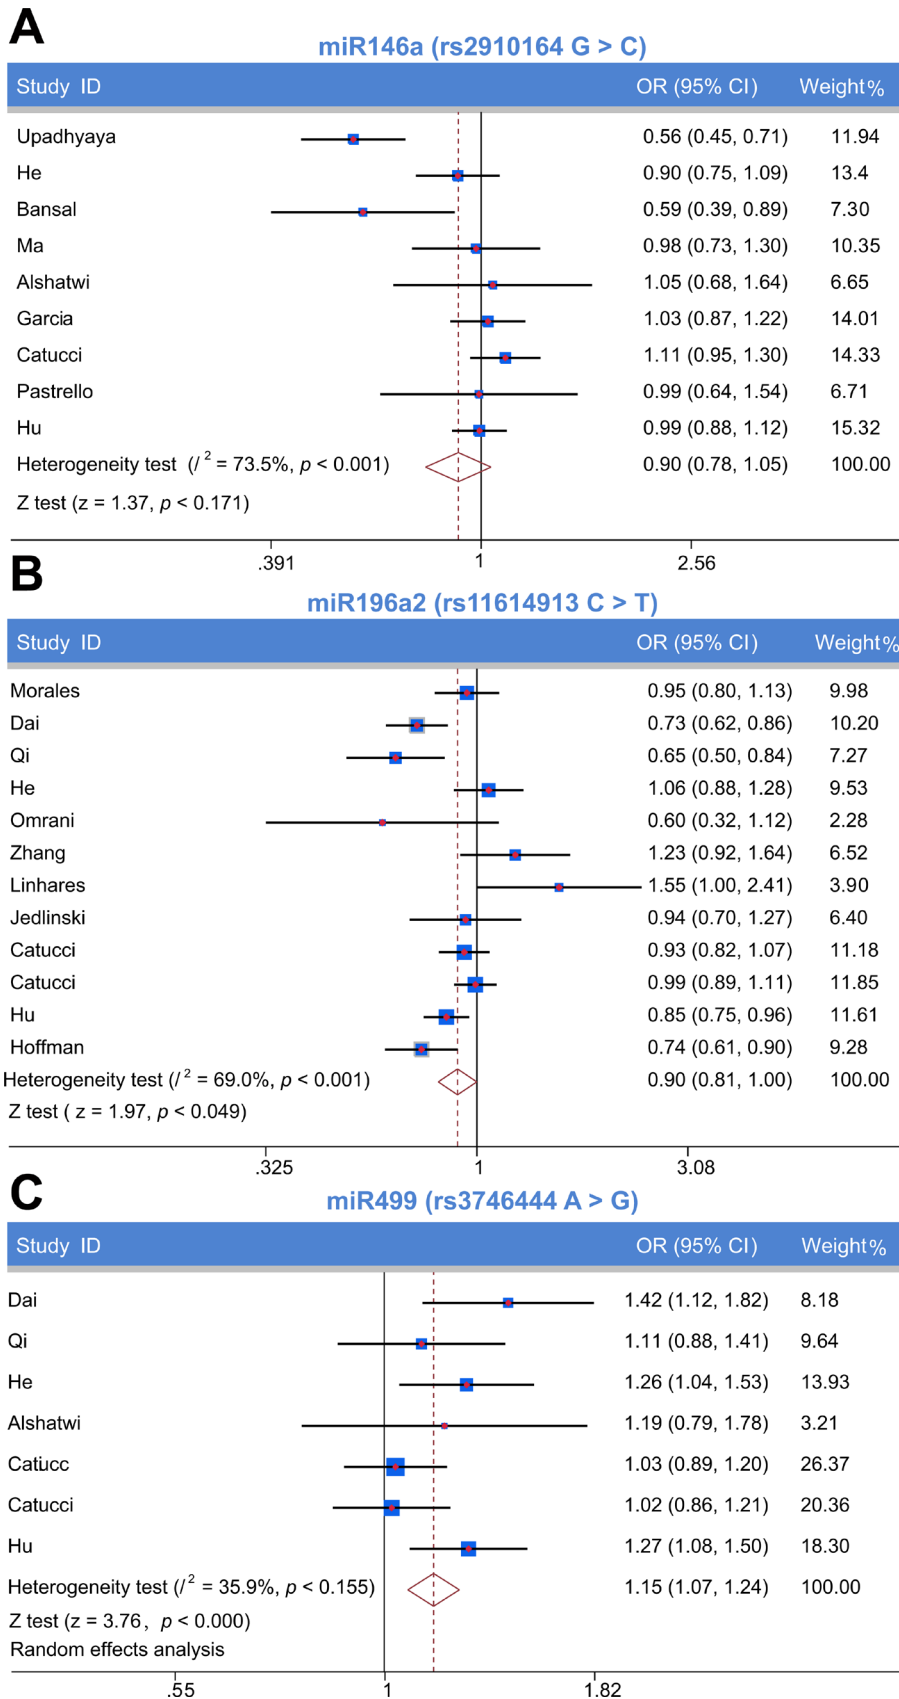 A
miR146a (rs2910164 G > C)
Study ID OR (95% CI) Weight%
Upadhyaya 0.56 (0.45, 0.71) 11.94
He 0.90 (0.75, 1.09) 13.4
Bansal 0.59 (0.39, 0.89) 7.30
Ma 0.98 (0.73, 1.30) 10.35
Alshatwi 1.05 (0.68, 1.64) 6.65
Garcia 1.03 (0.87, 1.22) 14.01
Catucci 1.11 (0.95, 1.30) 14.33
Pastrello 0.99 (0.64, 1.54) 6.71
Hu 0.99 (0.88, 1.12) 15.32
Heterogeneity test (I² = 73.5%, p < 0.001) 0.90 (0.78, 1.05) 100.00
Z test (z = 1.37, p < 0.171)
.391 1 2.56
B
miR196a2 (rs11614913 C > T)
Study ID OR (95% CI) Weight%
Morales 0.95 (0.80, 1.13) 9.98
Dai 0.73 (0.62, 0.86) 10.20
Qi 0.65 (0.50, 0.84) 7.27
He 1.06 (0.88, 1.28) 9.53
Omrani 0.60 (0.32, 1.12) 2.28
Zhang 1.23 (0.92, 1.64) 6.52
Linhares 1.55 (1.00, 2.41) 3.90
Jedlinski 0.94 (0.70, 1.27) 6.40
Catucci 0.93 (0.82, 1.07) 11.18
Catucci 0.99 (0.89, 1.11) 11.85
Hu 0.85 (0.75, 0.96) 11.61
Hoffman 0.74 (0.61, 0.90) 9.28
Heterogeneity test (I² = 69.0%, p < 0.001) 0.90 (0.81, 1.00) 100.00
Z test ( z = 1.97, p < 0.049)
.325 1 3.08
C
miR499 (rs3746444 A > G)
Study ID OR (95% CI) Weight%
Dai 1.42 (1.12, 1.82) 8.18
Qi 1.11 (0.88, 1.41) 9.64
He 1.26 (1.04, 1.53) 13.93
Alshatwi 1.19 (0.79, 1.78) 3.21
Catucc 1.03 (0.89, 1.20) 26.37
Catucci 1.02 (0.86, 1.21) 20.36
Hu 1.27 (1.08, 1.50) 18.30
Heterogeneity test (I² = 35.9%, p < 0.155) 1.15 (1.07, 1.24) 100.00
Z test (z = 3.76, p < 0.000)
Random effects analysis
.55 1 1.82